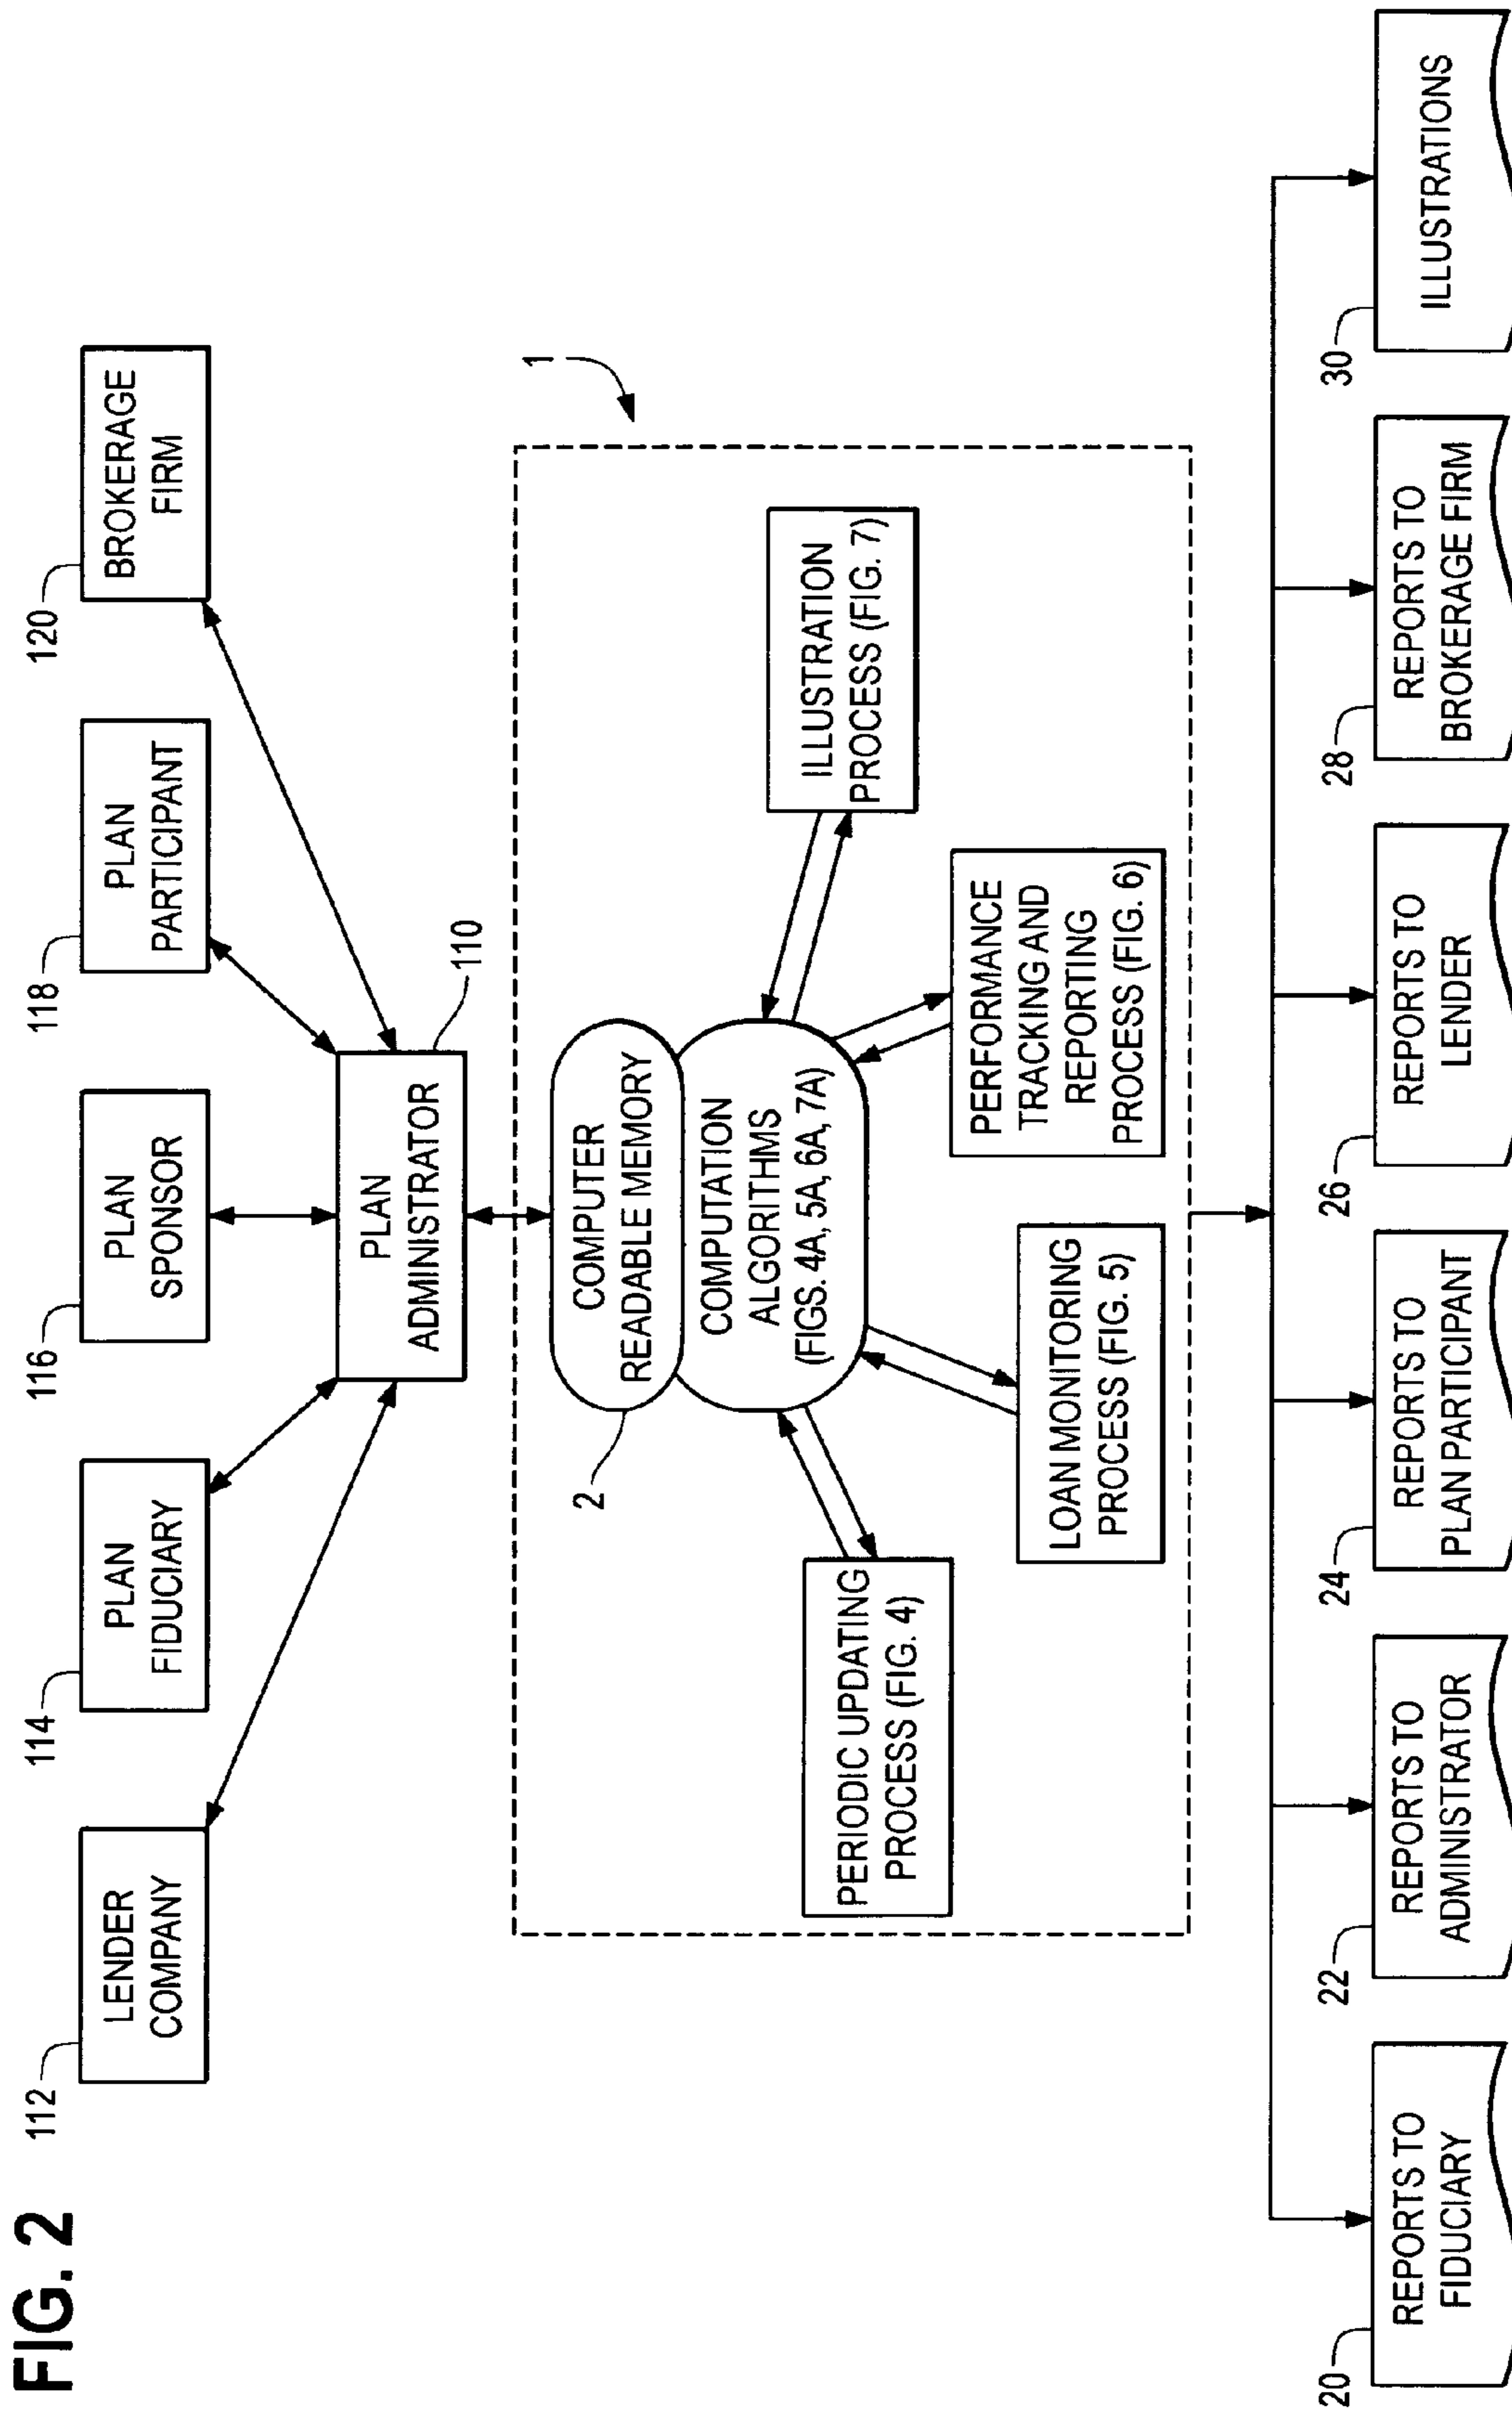 FIG. 2
112
LENDER
COMPANY
114
PLAN
FIDUCIARY
116
PLAN
SPONSOR
118
PLAN
PARTICIPANT
120
BROKERAGE
FIRM
PLAN
ADMINISTRATOR
110
1
2
COMPUTER
READABLE MEMORY
COMPUTATION
ALGORITHMS
(FIGS. 4A, 5A, 6A, 7A)
PERIODIC UPDATING
PROCESS (FIG. 4)
LOAN MONITORING
PROCESS (FIG. 5)
PERFORMANCE
TRACKING AND
REPORTING
PROCESS (FIG. 6)
ILLUSTRATION
PROCESS (FIG. 7)
20
REPORTS TO
FIDUCIARY
22
REPORTS TO
ADMINISTRATOR
24
REPORTS TO
PLAN PARTICIPANT
26
REPORTS TO
LENDER
28
REPORTS TO
BROKERAGE FIRM
30
ILLUSTRATIONS